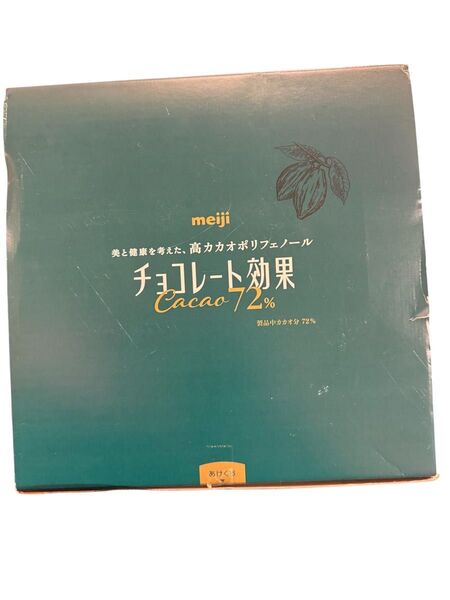 meiji
美と健康を考えた、高カカオポリフェノール
チョコレート効果
Cacao 72%
製品中カカオ分 72%
あけくち